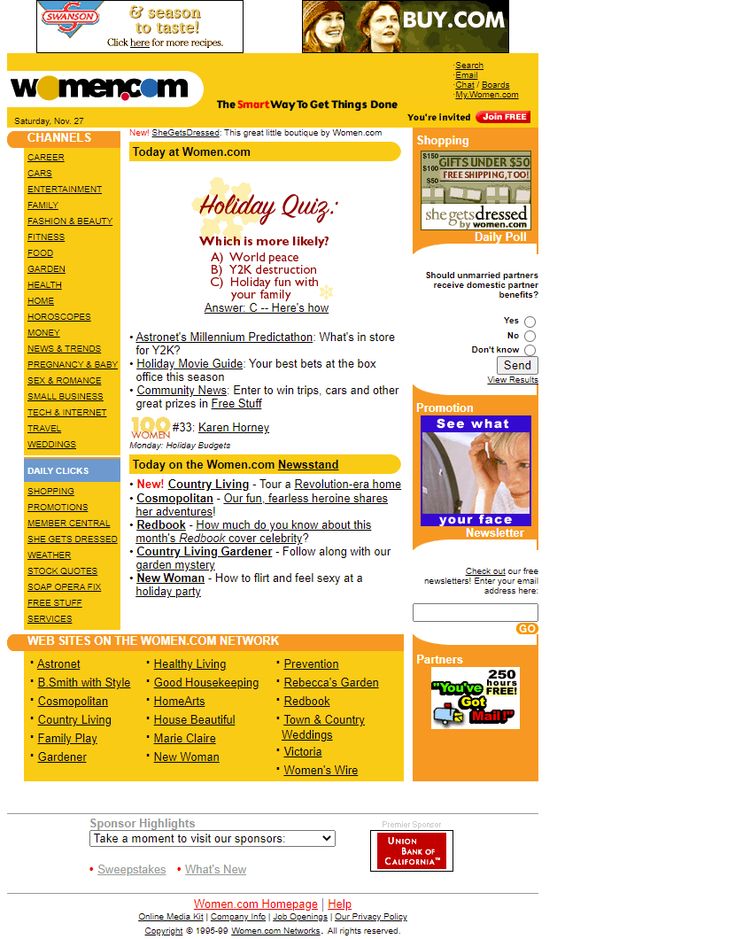 SWANSON
& season
to taste!
Click here for more recipes.
BUY.COM
women.com
The Smart Way To Get Things Done
·Search
·Email
·Chat / Boards
·My.Women.com
You're invited Join FREE
Saturday, Nov. 27
CHANNELS
CAREER
CARS
ENTERTAINMENT
FAMILY
FASHION & BEAUTY
FITNESS
FOOD
GARDEN
HEALTH
HOME
HOROSCOPES
MONEY
NEWS & TRENDS
PREGNANCY & BABY
SEX & ROMANCE
SMALL BUSINESS
TECH & INTERNET
TRAVEL
WEDDINGS
DAILY CLICKS
SHOPPING
PROMOTIONS
MEMBER CENTRAL
SHE GETS DRESSED
WEATHER
STOCK QUOTES
SOAP OPERA FIX
FREE STUFF
SERVICES
New! SheGetsDressed: This great little boutique by Women.com
Today at Women.com
Holiday Quiz:
Which is more likely?
A) World peace
B) Y2K destruction
C) Holiday fun with
your family
Answer: C -- Here's how
• Astronet's Millennium Predictathon: What's in store
for Y2K?
• Holiday Movie Guide: Your best bets at the box
office this season
• Community News: Enter to win trips, cars and other
great prizes in Free Stuff
100 WOMEN #33: Karen Horney
Monday: Holiday Budgets
Today on the Women.com Newsstand
• New! Country Living - Tour a Revolution-era home
• Cosmopolitan - Our fun, fearless heroine shares
her adventures!
• Redbook - How much do you know about this
month's Redbook cover celebrity?
• Country Living Gardener - Follow along with our
garden mystery
• New Woman - How to flirt and feel sexy at a
holiday party
Shopping
$150
$100
$50
GIFTS UNDER $50
FREE SHIPPING, TOO!
she gets dressed
by women.com
Daily Poll
Should unmarried partners
receive domestic partner
benefits?
Yes
No
Don't know
Send
View Results
Promotion
See what
your face
Newsletter
Check out our free
newsletters! Enter your email
address here:
GO
Partners
250
hours
FREE!
"You've
Got
Mail!"
WEB SITES ON THE WOMEN.COM NETWORK
· Astronet
· B Smith with Style
· Cosmopolitan
· Country Living
· Family Play
· Gardener
· Healthy Living
· Good Housekeeping
· HomeArts
· House Beautiful
· Marie Claire
· New Woman
· Prevention
· Rebecca's Garden
· Redbook
· Town & Country
Weddings
· Victoria
· Women's Wire
Sponsor Highlights
Take a moment to visit our sponsors:
• Sweepstakes • What's New
Premier Sponsor
UNION
BANK OF
CALIFORNIA™
Women.com Homepage | Help
Online Media Kit | Company Info | Job Openings | Our Privacy Policy
Copyright © 1995-99 Women.com Networks. All rights reserved.